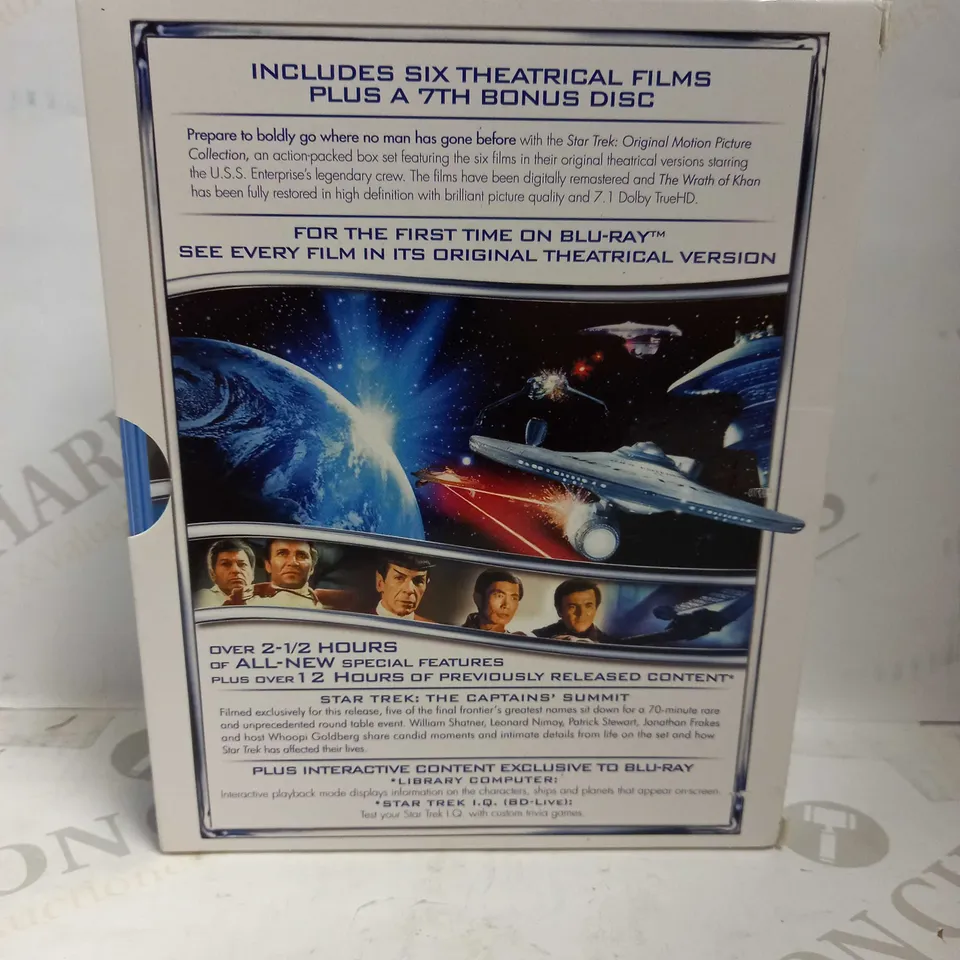 INCLUDES SIX THEATRICAL FILMS
PLUS A 7TH BONUS DISC
Prepare to boldly go where no man has gone before with the Star Trek: Original Motion Picture
Collection, an action-packed box set featuring the six films in their original theatrical versions starring
the U.S.S. Enterprise's legendary crew. The films have been digitally remastered and The Wrath of Khan
has been fully restored in high definition with brilliant picture quality and 7.1 Dolby TrueHD.
FOR THE FIRST TIME ON BLU-RAY™
SEE EVERY FILM IN ITS ORIGINAL THEATRICAL VERSION
OVER 2-1/2 HOURS
OF ALL-NEW SPECIAL FEATURES
PLUS OVER 12 HOURS OF PREVIOUSLY RELEASED CONTENT*
STAR TREK: THE CAPTAINS' SUMMIT
Filmed exclusively for this release, five of the final frontier's greatest names sit down for a 70-minute rare
and unprecedented round table event. William Shatner, Leonard Nimoy, Patrick Stewart, Jonathan Frakes
and host Whoopi Goldberg share candid moments and intimate details from life on the set and how
Star Trek has affected their lives.
PLUS INTERACTIVE CONTENT EXCLUSIVE TO BLU-RAY
•LIBRARY COMPUTER:
Interactive playback mode displays information on the characters, ships and planets that appear on-screen.
•STAR TREK I.Q. (BD-LIVE):
Test your Star Trek I.Q. with custom trivia games.